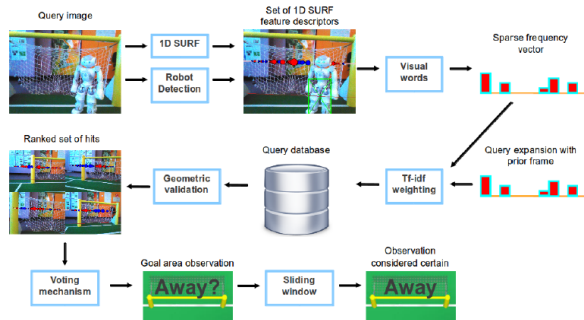 Query image
1D SURF
Robot
Detection
Set of 1D SURF
feature descriptors
Visual
words
Sparse frequency
vector
Ranked set of hits
Geometric
validation
Query database
Tf-idf
weighting
Query expansion with
prior frame
Voting
mechanism
Goal area observation
Away?
Sliding
window
Observation
considered certain
Away